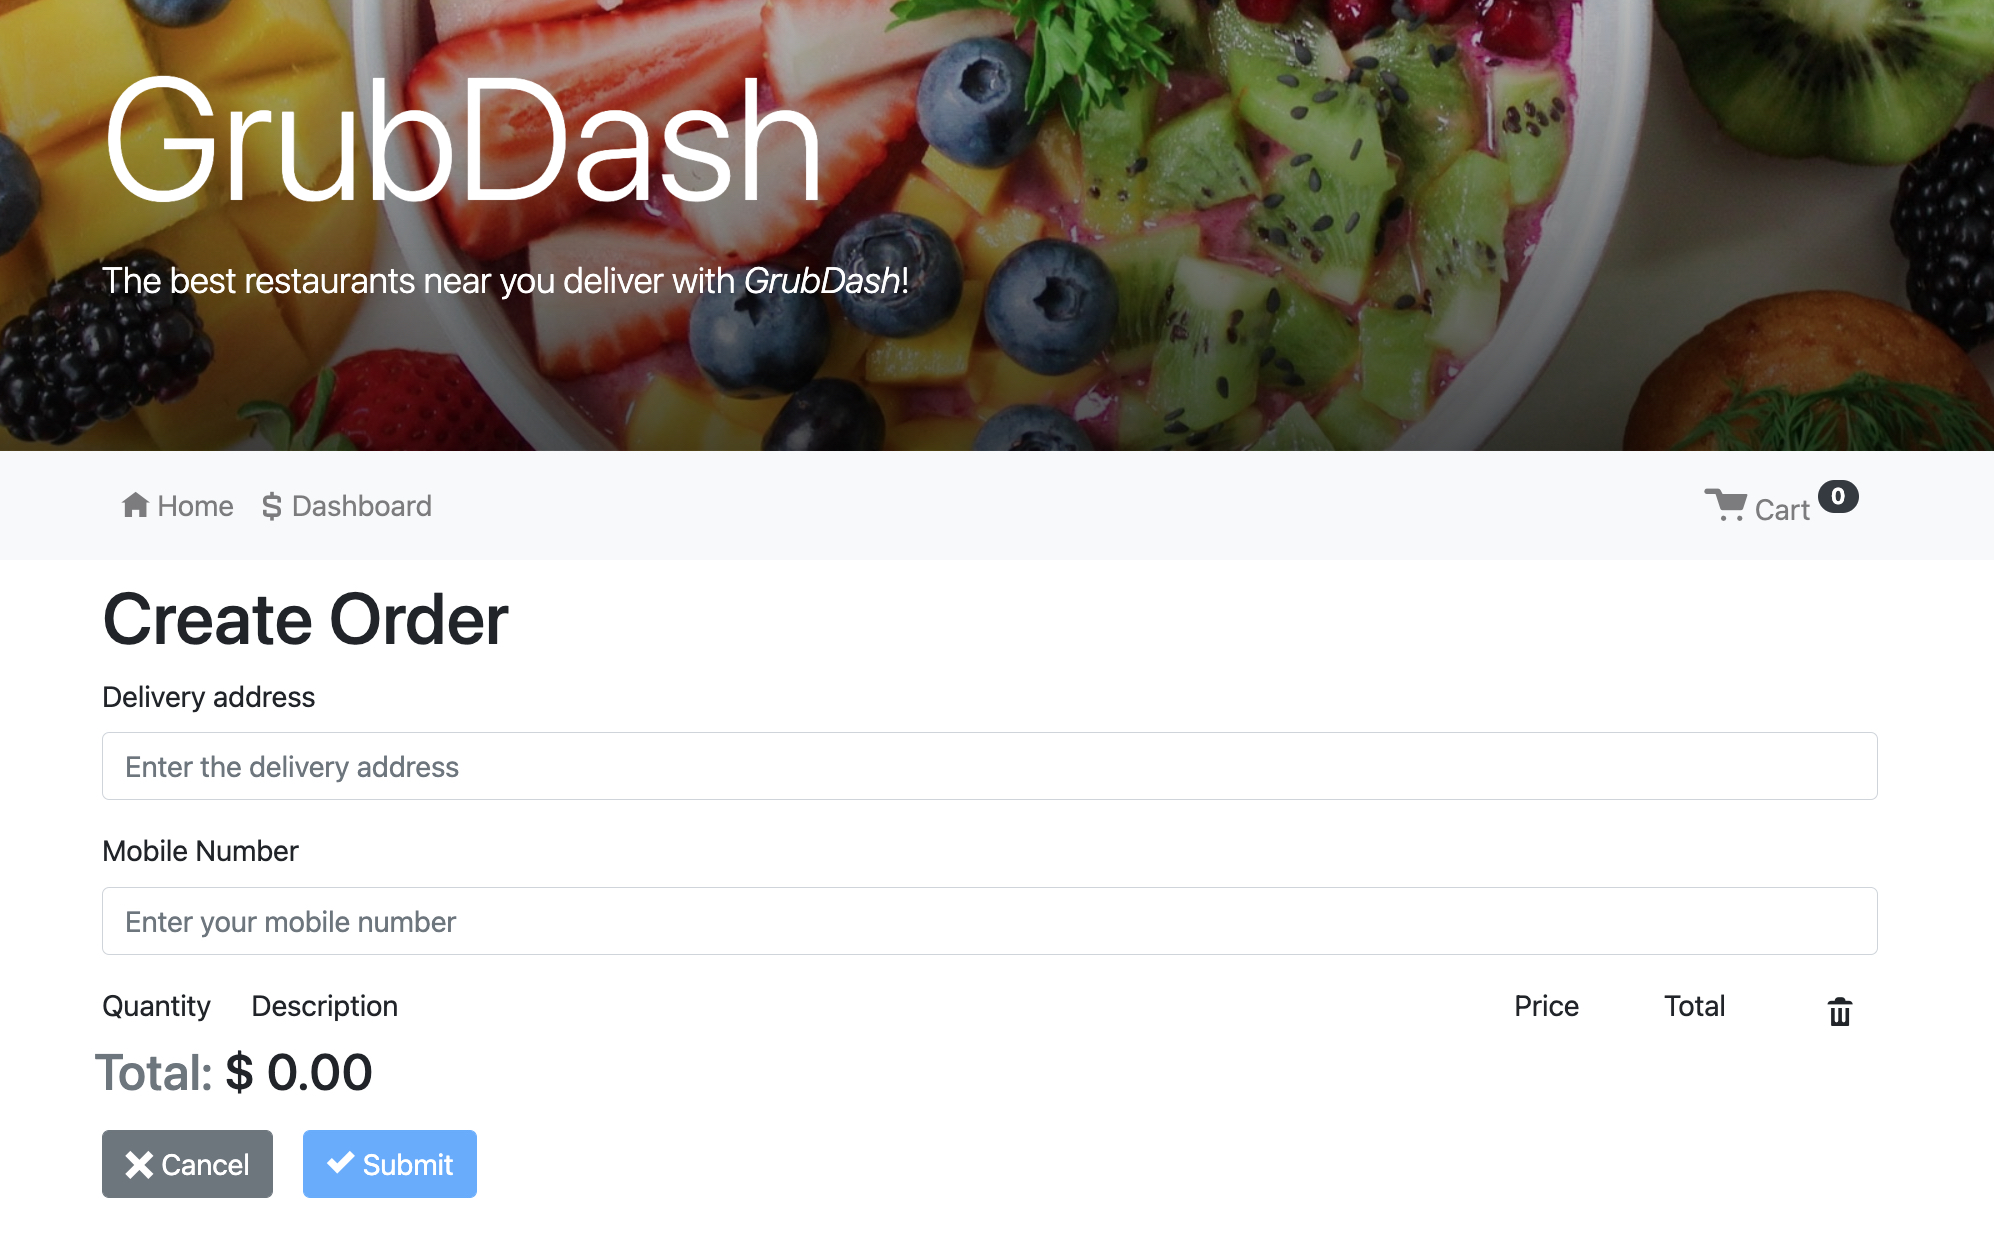 GrubDash
The best restaurants near you deliver with GrubDash!
Home $ Dashboard Cart 0
Create Order
Delivery address
Enter the delivery address
Mobile Number
Enter your mobile number
Quantity Description Price Total
Total: $ 0.00
Cancel Submit